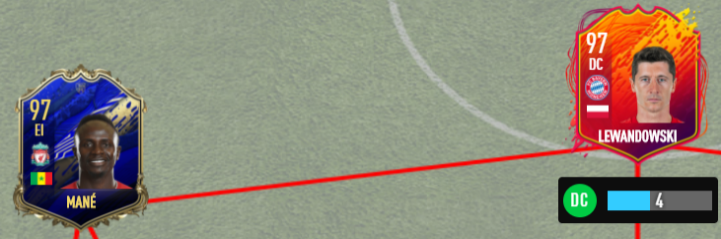 97
EI
MANÉ
97
DC
LEWANDOWSKI
DC 4